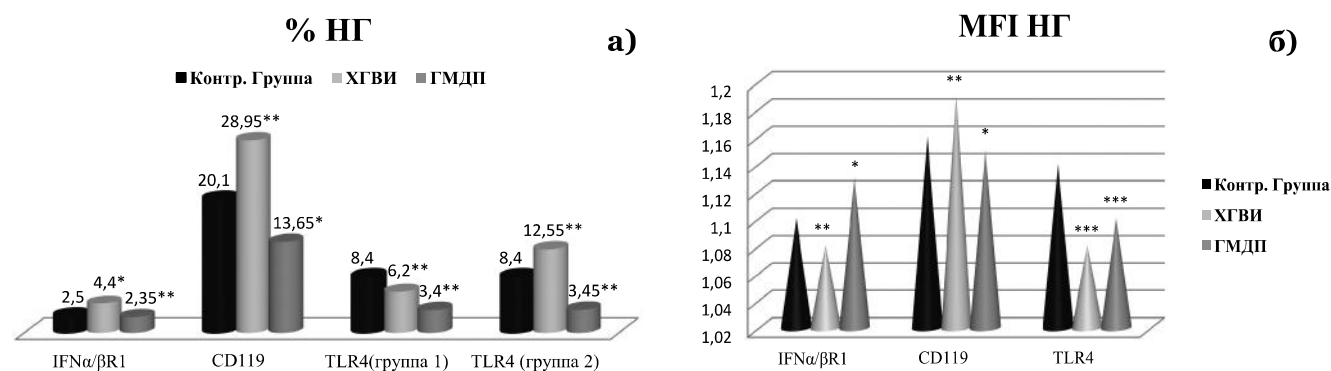 % НГ
а)
Контр. Группа ХГВИ ГМДП
2,5 4,4* 2,35**
20,1 28,95** 13,65*
8,4 6,2** 3,4**
8,4 12,55** 3,45**
IFNα/βR1 CD119 TLR4(группа 1) TLR4 (группа 2)
MFI НГ
б)
1,2
1,18
1,16
1,14
1,12
1,1
1,08
1,06
1,04
1,02
** * ** * *** ***
IFNα/βR1 CD119 TLR4
Контр. Группа
ХГВИ
ГМДП